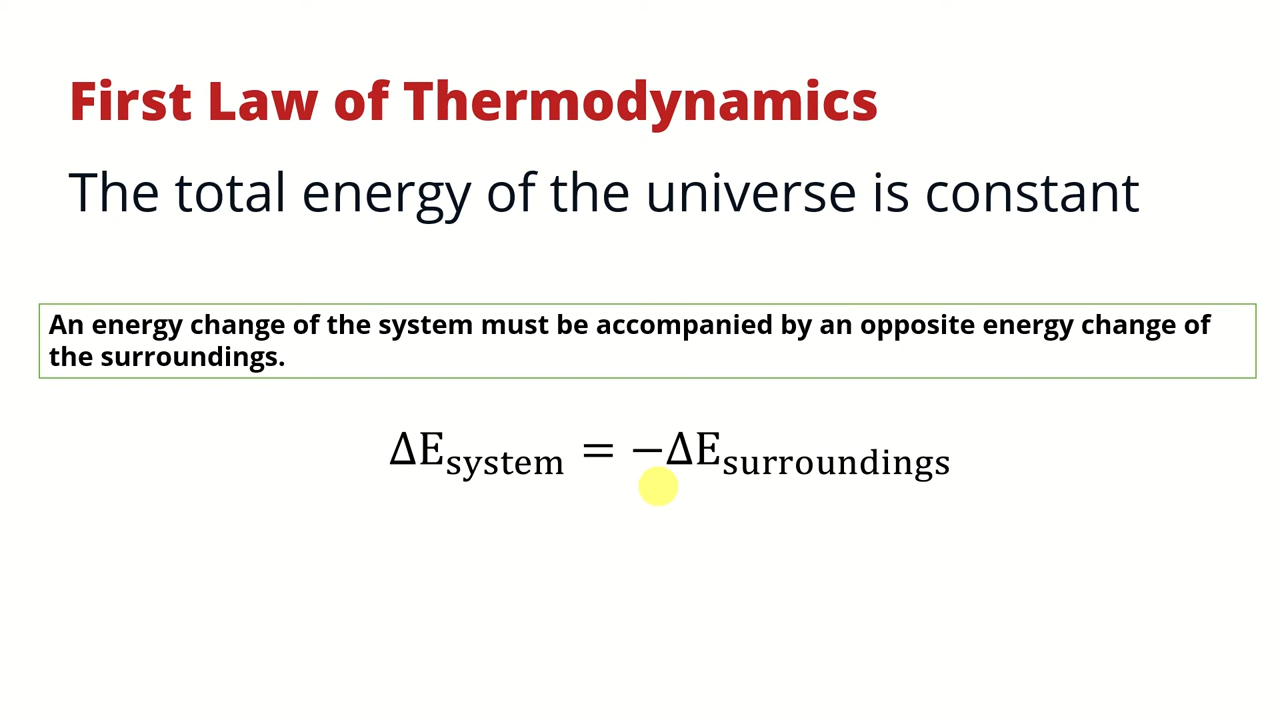 First Law of Thermodynamics
The total energy of the universe is constant
An energy change of the system must be accompanied by an opposite energy change of
the surroundings.
ΔEsystem = −ΔEsurroundings